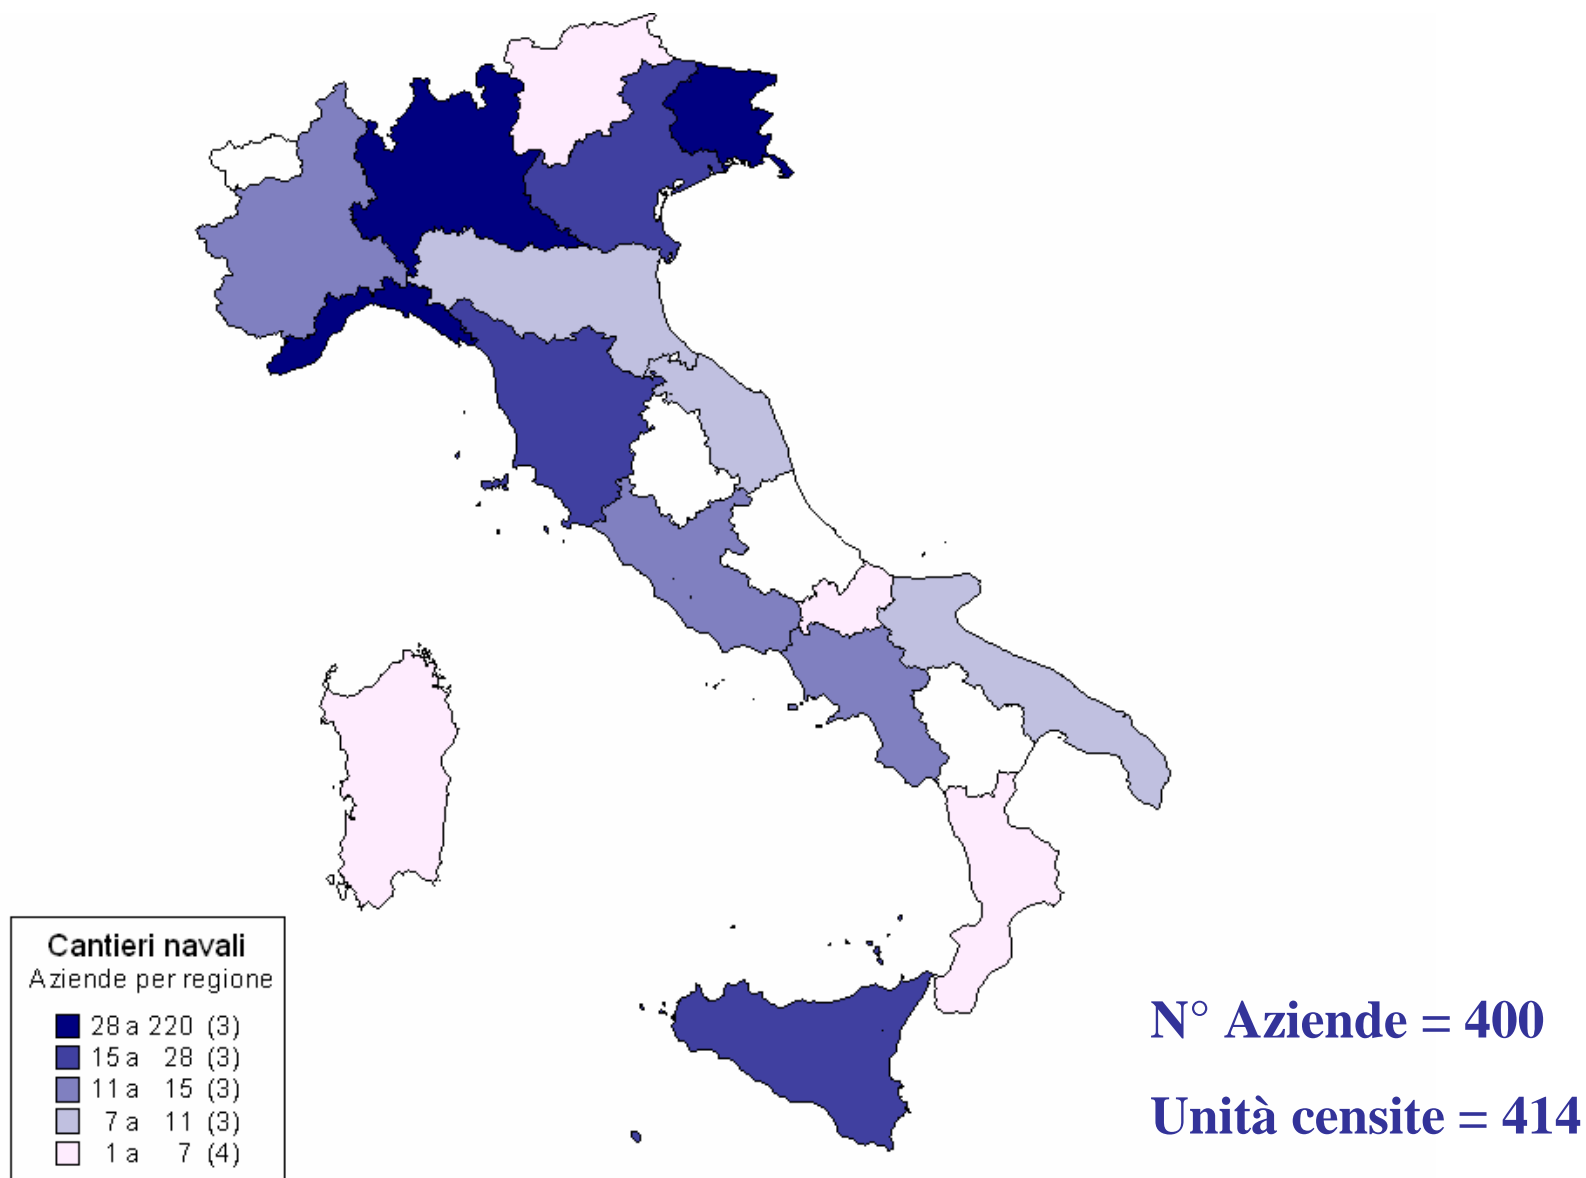 Cantieri navali
Aziende per regione
28 a 220 (3)
15 a 28 (3)
11 a 15 (3)
7 a 11 (3)
1 a 7 (4)
N° Aziende = 400
Unità censite = 414